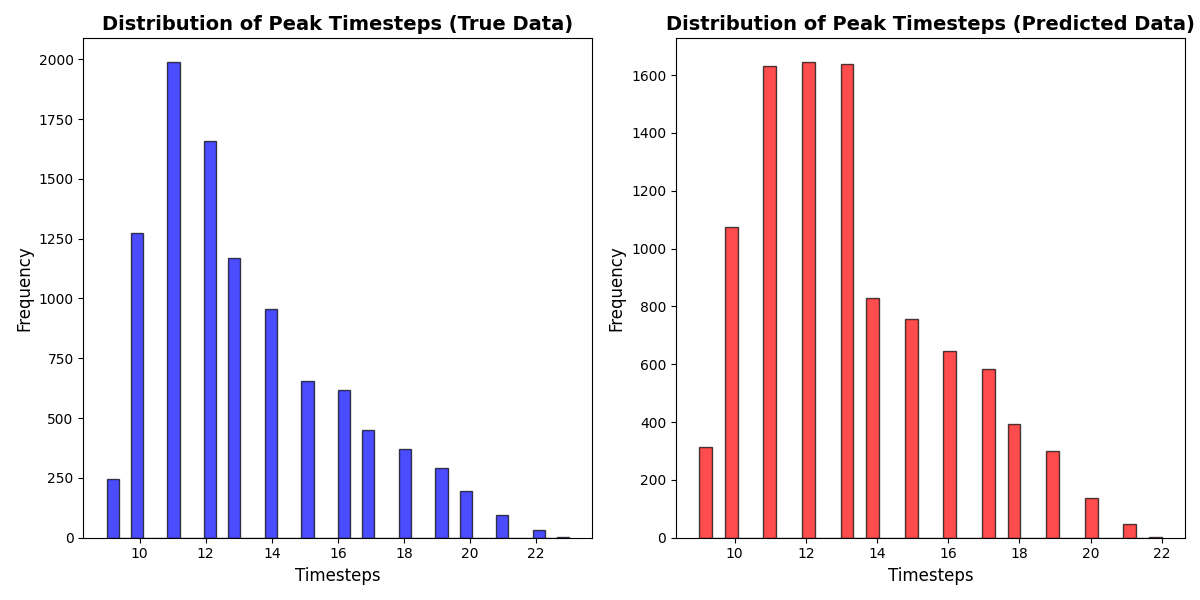 Distribution of Peak Timesteps (True Data)
Frequency
2000
1750
1500
1250
1000
750
500
250
0
10 12 14 16 18 20 22
Timesteps
Distribution of Peak Timesteps (Predicted Data)
Frequency
1600
1400
1200
1000
800
600
400
200
0
10 12 14 16 18 20 22
Timesteps